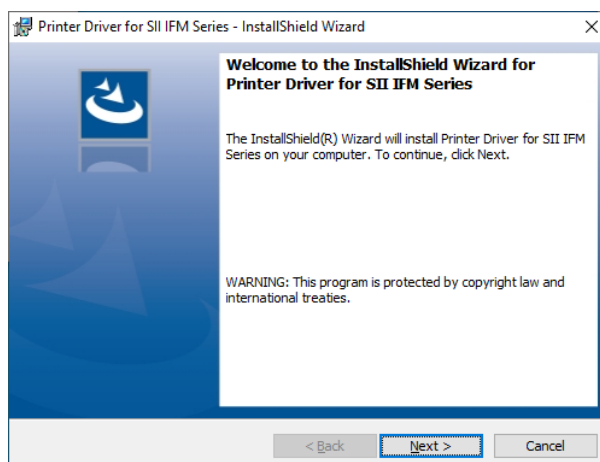 Printer Driver for SII IFM Series - InstallShield Wizard
Welcome to the InstallShield Wizard for
Printer Driver for SII IFM Series
The InstallShield(R) Wizard will install Printer Driver for SII IFM
Series on your computer. To continue, click Next.
WARNING: This program is protected by copyright law and
international treaties.
< Back
Next >
Cancel